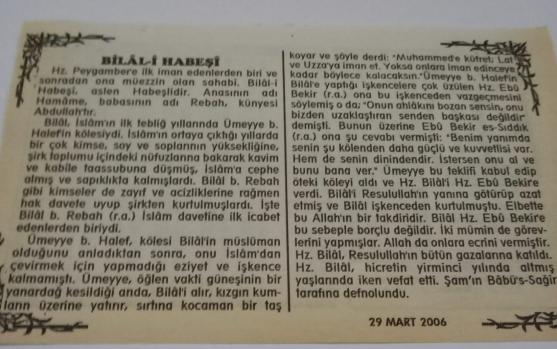 BİLÂL-İ HABEŞİ
Hz. Peygambere ilk iman edenlerden biri ve
sonradan ona müezzin olan sahabi. Bilâl-i
Habeşi, aslen Habeşlidir. Anasının adı
Hamâme, babasının adı Rebah, künyesi
Abdullah'tır.
Bilâl, İslâm'ın ilk tebliğ yıllarında Ümeyye b.
Halef'in kölesiydi. İslâm'ın ortaya çıktığı yıllarda
bir çok kimse, soy ve soplarının yüksekliğine,
şirk toplumu içindeki nüfuzlarına bakarak kavim
ve kabile taassubuna düşmüş, İslâm'a cephe
almış ve sapıklıkta kalmışlardı. Bilâl b. Rebah
gibi kimseler de zayıf ve acizliklerine rağmen
hak davete uyup şirkten kurtulmuşlardı. İşte
Bilâl b. Rebah (r.a.) İslâm davetine ilk icabet
edenlerden biriydi.
Ümeyye b. Halef, kölesi Bilâl'in müslüman
olduğunu anladıktan sonra, onu İslâm'dan
çevirmek için yapmadığı eziyet ve işkence
kalmamıştı. Ümeyye, öğlen vakti güneşinin bir
yanardağ kesildiği anda, Bilâl'i alır, kızgın kum-
ların üzerine yatırır, sırtına kocaman bir taş
koyar ve şöyle derdi: "Muhammed'e küfret; Lat
ve Uzza'ya iman et. Yoksa onlara iman edinceye
kadar böylece kalacaksın."Ümeyye b. Halef'in
Bilâl'e yaptığı işkencelere çok üzülen Hz. Ebû
Bekir (r.a.) ona bu işkenceden vazgeçmesini
söylemiş o da; "Onun ahlâkını bozan sensin, onu
bizden uzaklaştıran senden başkası değildir"
demişti. Bunun üzerine Ebû Bekir es-Sıddık
(r.a.) ona şu cevabı vermişti: "Benim yanımda
senin şu kölenden daha güçlü ve kuvvetlisi var.
Hem de senin dinindendir. İstersen onu al ve
bunu bana ver." Ümeyye bu teklifi kabul edip
öteki köleyi aldı ve Hz. Bilâl'i Hz. Ebû Bekire
verdi. Bilâl'i Resulullah'ın yanına götürüp azat
etmiş ve Bilâl işkenceden kurtulmuştu. Elbette
bu Allah'ın bir takdiridir. Bilâl Hz. Ebû Bekire
bu sebeple borçlu değildir. İki mümin de görev-
lerini yapmışlar. Allah da onlara ecrini vermiştir.
Hz. Bilâl, Resulullah'ın bütün gazalarına katıldı.
Hz. Bilâl, hicretin yirminci yılında altmış
yaşlarında iken vefat etti. Şam'ın Bâbü's-Sağir
tarafına defnolundu.
29 MART 2006